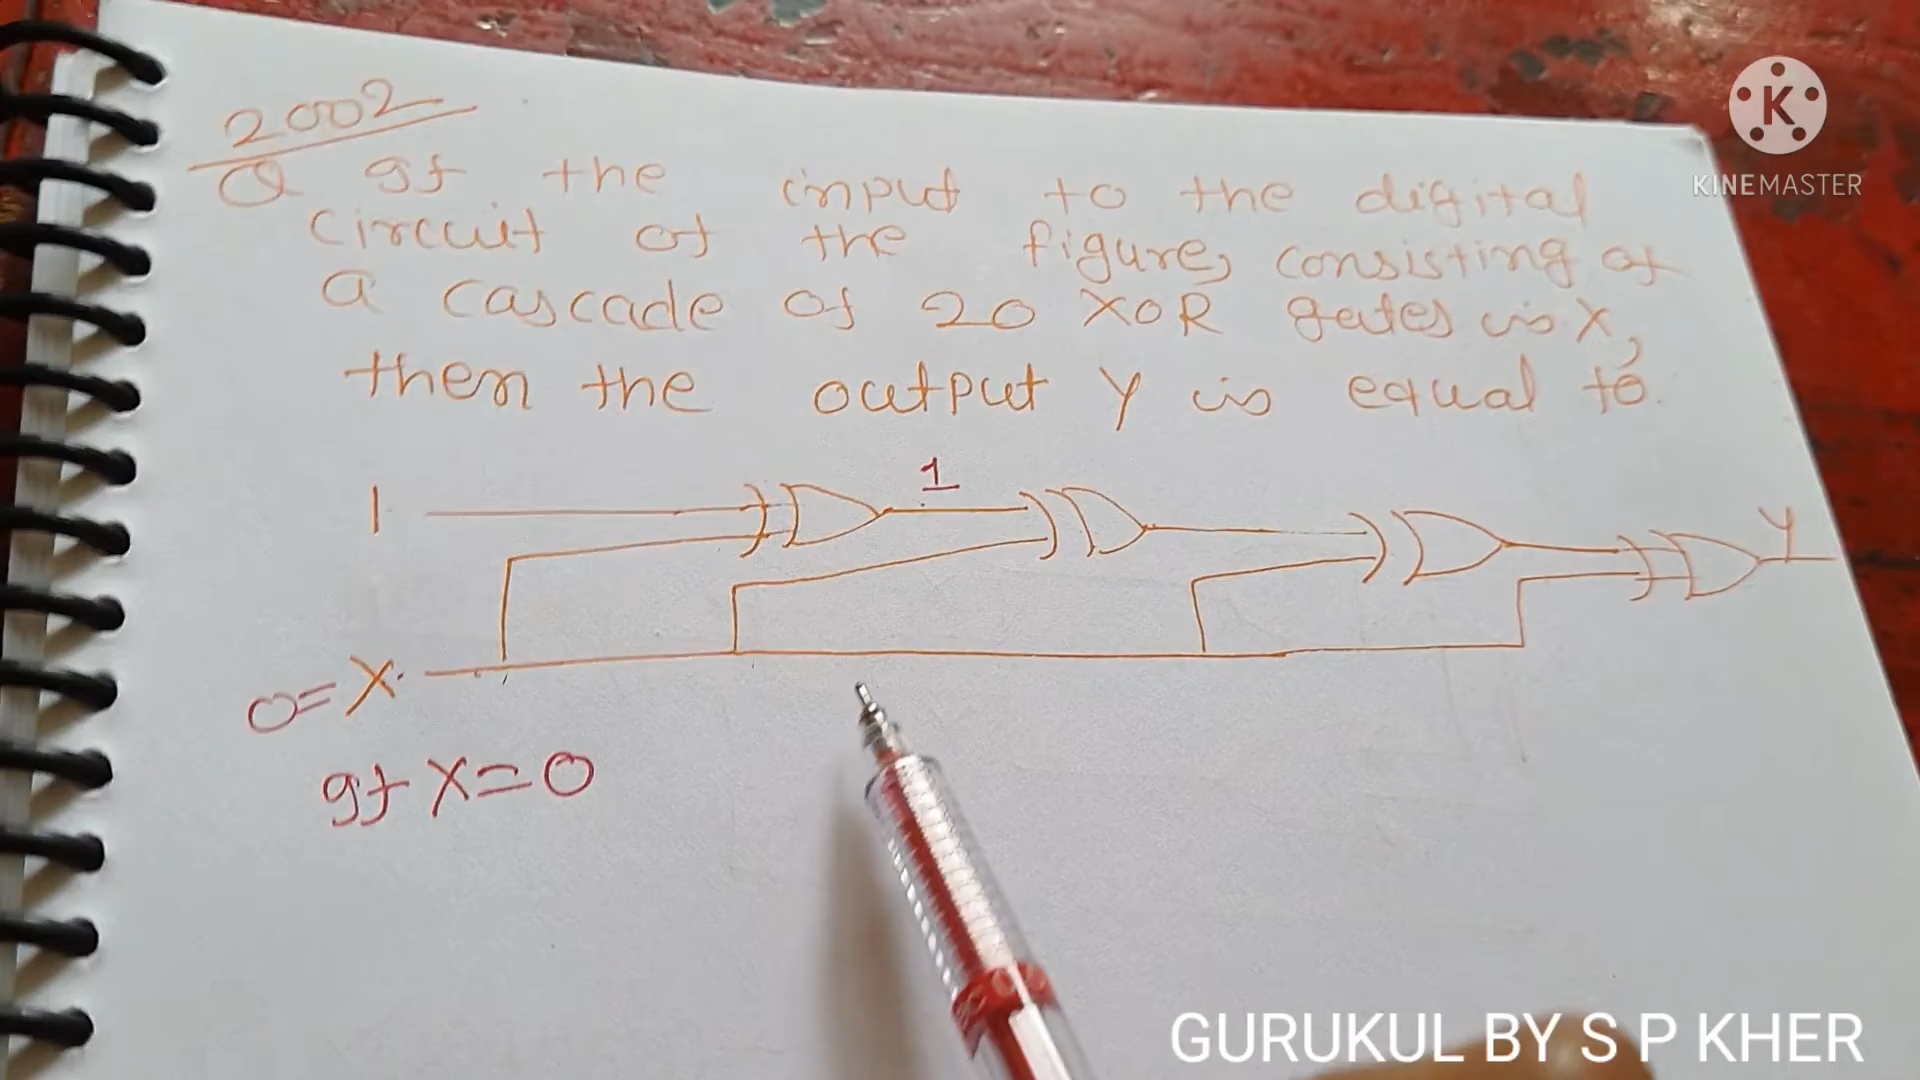 2002
Q If the input to the digital
circuit of the figure, consisting of
a cascade of 20 XOR gates is X,
then the output Y is equal to.
1
1
Y
0=X
If X=0
K
KINEMASTER
GURUKUL BY S P KHER